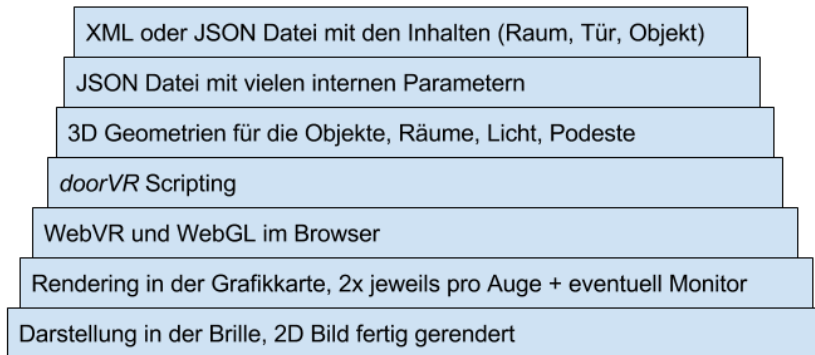 XML oder JSON Datei mit den Inhalten (Raum, Tür, Objekt)
JSON Datei mit vielen internen Parametern
3D Geometrien für die Objekte, Räume, Licht, Podeste
doorVR Scripting
WebVR und WebGL im Browser
Rendering in der Grafikkarte, 2x jeweils pro Auge + eventuell Monitor
Darstellung in der Brille, 2D Bild fertig gerendert